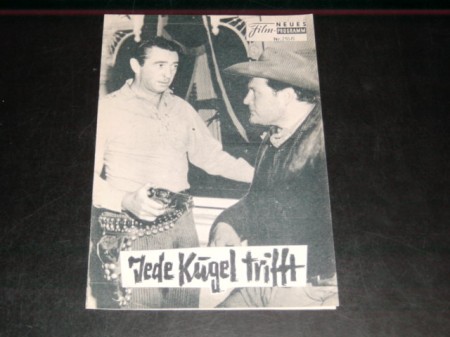 NEUES
Film-PROGRAMM
Jede Kugel trifft